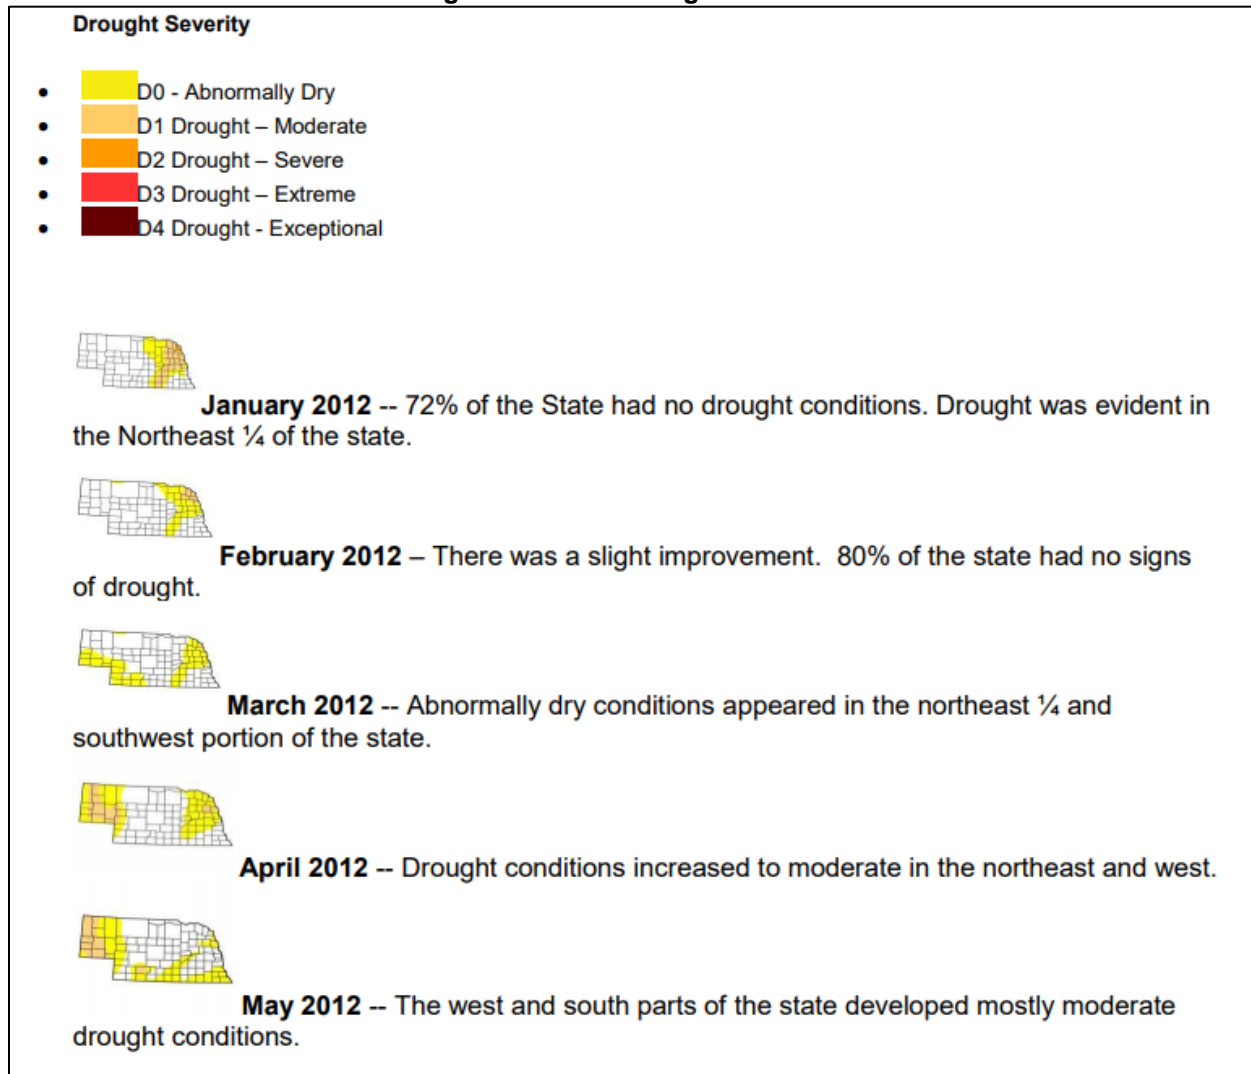 Drought Severity
• D0 - Abnormally Dry
• D1 Drought – Moderate
• D2 Drought – Severe
• D3 Drought – Extreme
• D4 Drought - Exceptional
January 2012 -- 72% of the State had no drought conditions. Drought was evident in
the Northeast ¼ of the state.
February 2012 – There was a slight improvement.  80% of the state had no signs
of drought.
March 2012 -- Abnormally dry conditions appeared in the northeast ¼ and
southwest portion of the state.
April 2012 -- Drought conditions increased to moderate in the northeast and west.
May 2012 -- The west and south parts of the state developed mostly moderate
drought conditions.